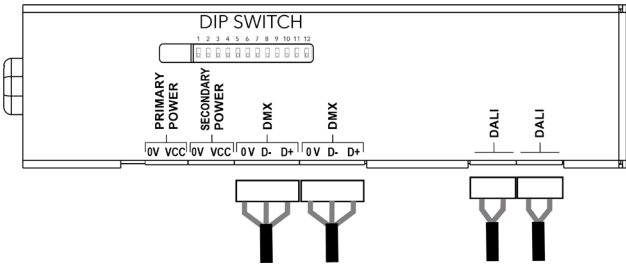 DIP SWITCH
1 2 3 4 5 6 7 8 9 10 11 12
PRIMARY
POWER
SECONDARY
POWER
DMX
DMX
DALI
DALI
0V VCC 0V VCC 0V D- D+ 0V D- D+